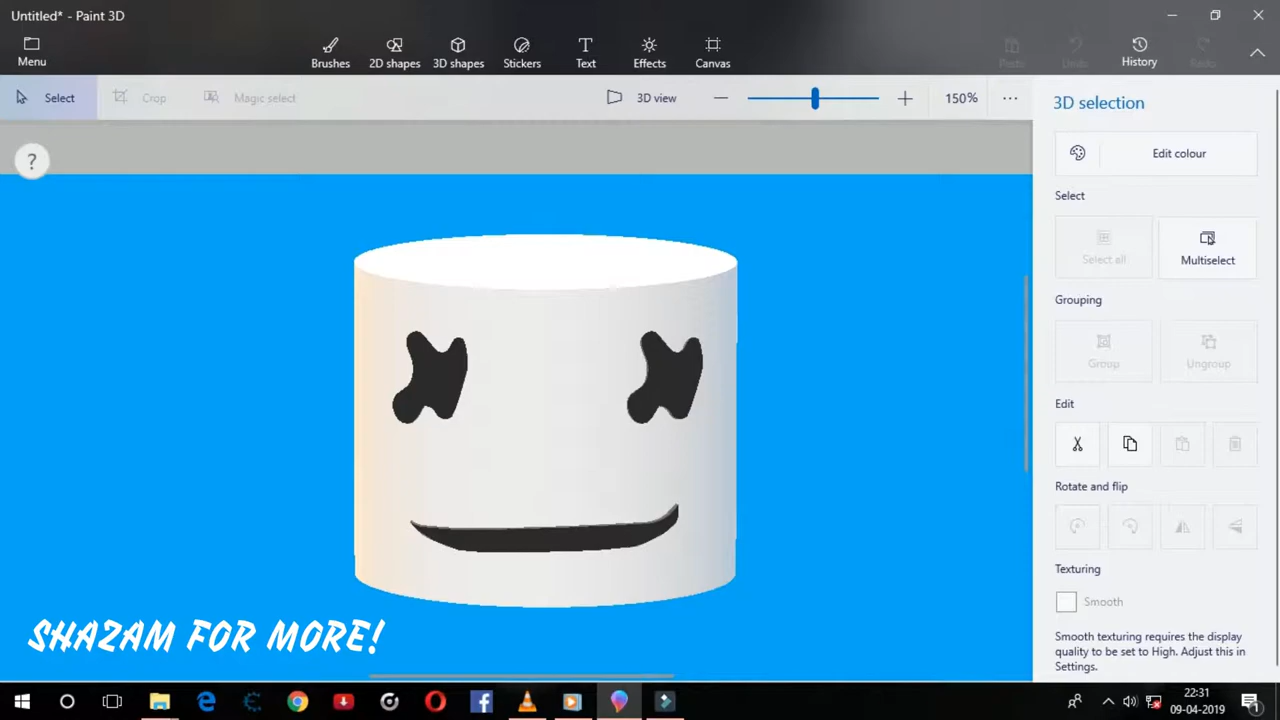 Untitled* - Paint 3D
Menu
Brushes
2D shapes
3D shapes
Stickers
Text
Effects
Canvas
Paste
Undo
History
Redo
Select
Crop
Magic select
3D view
150%
3D selection
?
Edit colour
Select
Select all
Multiselect
Grouping
Group
Ungroup
Edit
Rotate and flip
Texturing
Smooth
Smooth texturing requires the display
quality to be set to High. Adjust this in
Settings.
SHAZAM FOR MORE!
22:31
09-04-2019
1